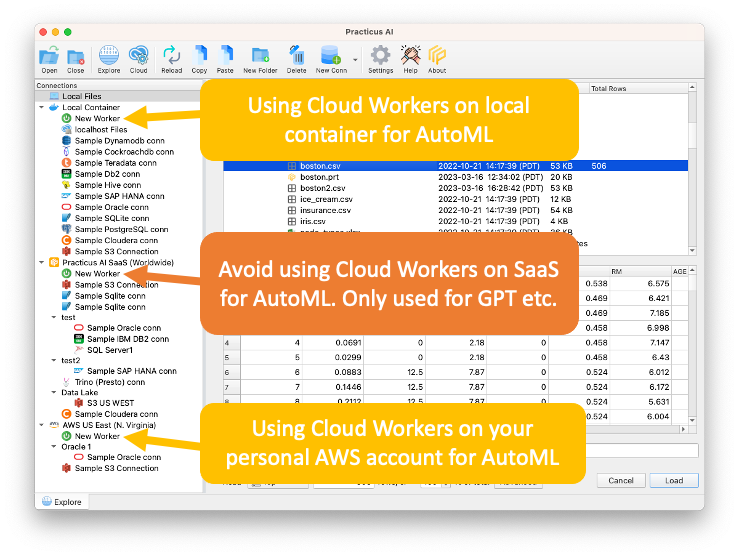 Practicus AI
Open Close Explore Cloud Reload Copy Paste New Folder Delete New Conn Settings Help About
Connections
Local Files
Local Container
New Worker
localhost Files
Sample Dynamodb conn
Sample Cockroachdb conn
Sample Teradata conn
Sample Db2 conn
Sample Hive conn
Sample SAP HANA conn
Sample Oracle conn
Sample SQLite conn
Sample PostgreSQL conn
Sample Cloudera conn
Sample S3 Connection
Practicus AI SaaS (Worldwide)
New Worker
Sample S3 Connection
Sample Sqlite conn
Sample Sqlite conn
test
Sample Oracle conn
Sample IBM DB2 conn
SQL Server1
test2
Sample SAP HANA conn
Trino (Presto) conn
Data Lake
S3 US WEST
Sample Cloudera conn
AWS US East (N. Virginia)
New Worker
Oracle 1
Sample Oracle conn
Sample S3 Connection
Explore
Using Cloud Workers on local
container for AutoML
Total Rows
boston.csv 2022-10-21 14:17:39 (PDT) 53 KB 506
boston.prt 2023-03-16 12:34:02 (PDT) 20 KB
boston2.csv 2023-03-16 16:28:42 (PDT) 53 KB
ice_cream.csv 2022-10-21 14:17:39 (PDT) 12 KB
insurance.csv 2022-10-21 14:17:39 (PDT) 54 KB
iris.csv 2022-10-21 14:17:39 (PDT) 4 KB
Avoid using Cloud Workers on SaaS
for AutoML. Only used for GPT etc.
RM AGE
0.538 6.575
0.469 6.421
0.469 7.185
0.458 6.998
4 4 0.0691 0 2.18 0 0.458 7.147
5 5 0.0299 0 2.18 0 0.458 6.43
6 6 0.0883 12.5 7.87 0 0.524 6.012
7 7 0.1446 12.5 7.87 0 0.524 6.172
8 8 0.2112 12.5 7.87 0 0.524 5.631
0.524 6.004
Using Cloud Workers on your
personal AWS account for AutoML
Cancel Load